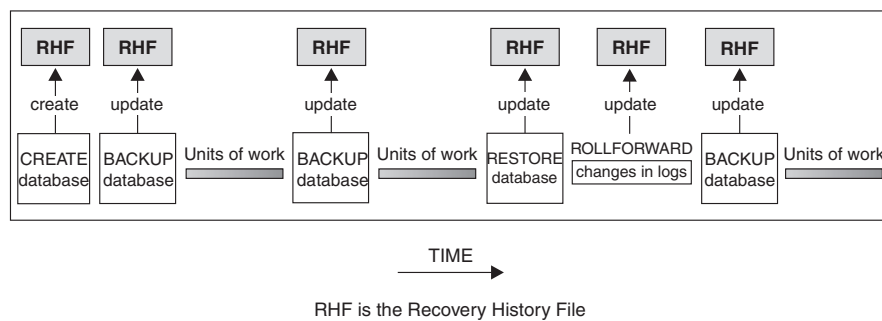 RHF RHF RHF RHF RHF RHF
create update update update update update
CREATE database
BACKUP database
Units of work
BACKUP database
Units of work
RESTORE database
ROLLFORWARD
changes in logs
BACKUP database
Units of work
TIME
RHF is the Recovery History File